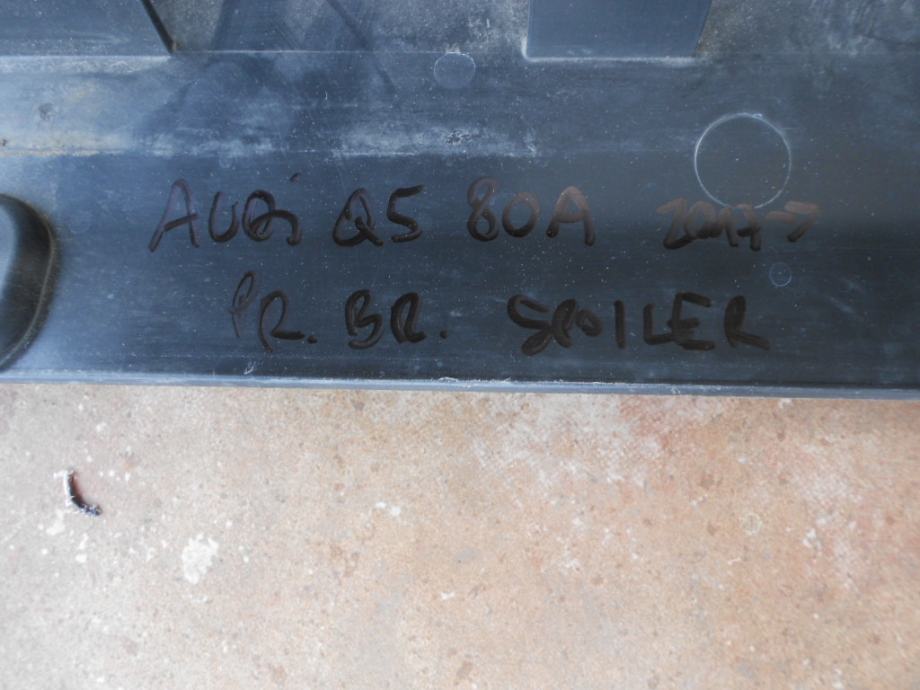 AUDi Q5 80A 2017->
PR. BR. SPOILER